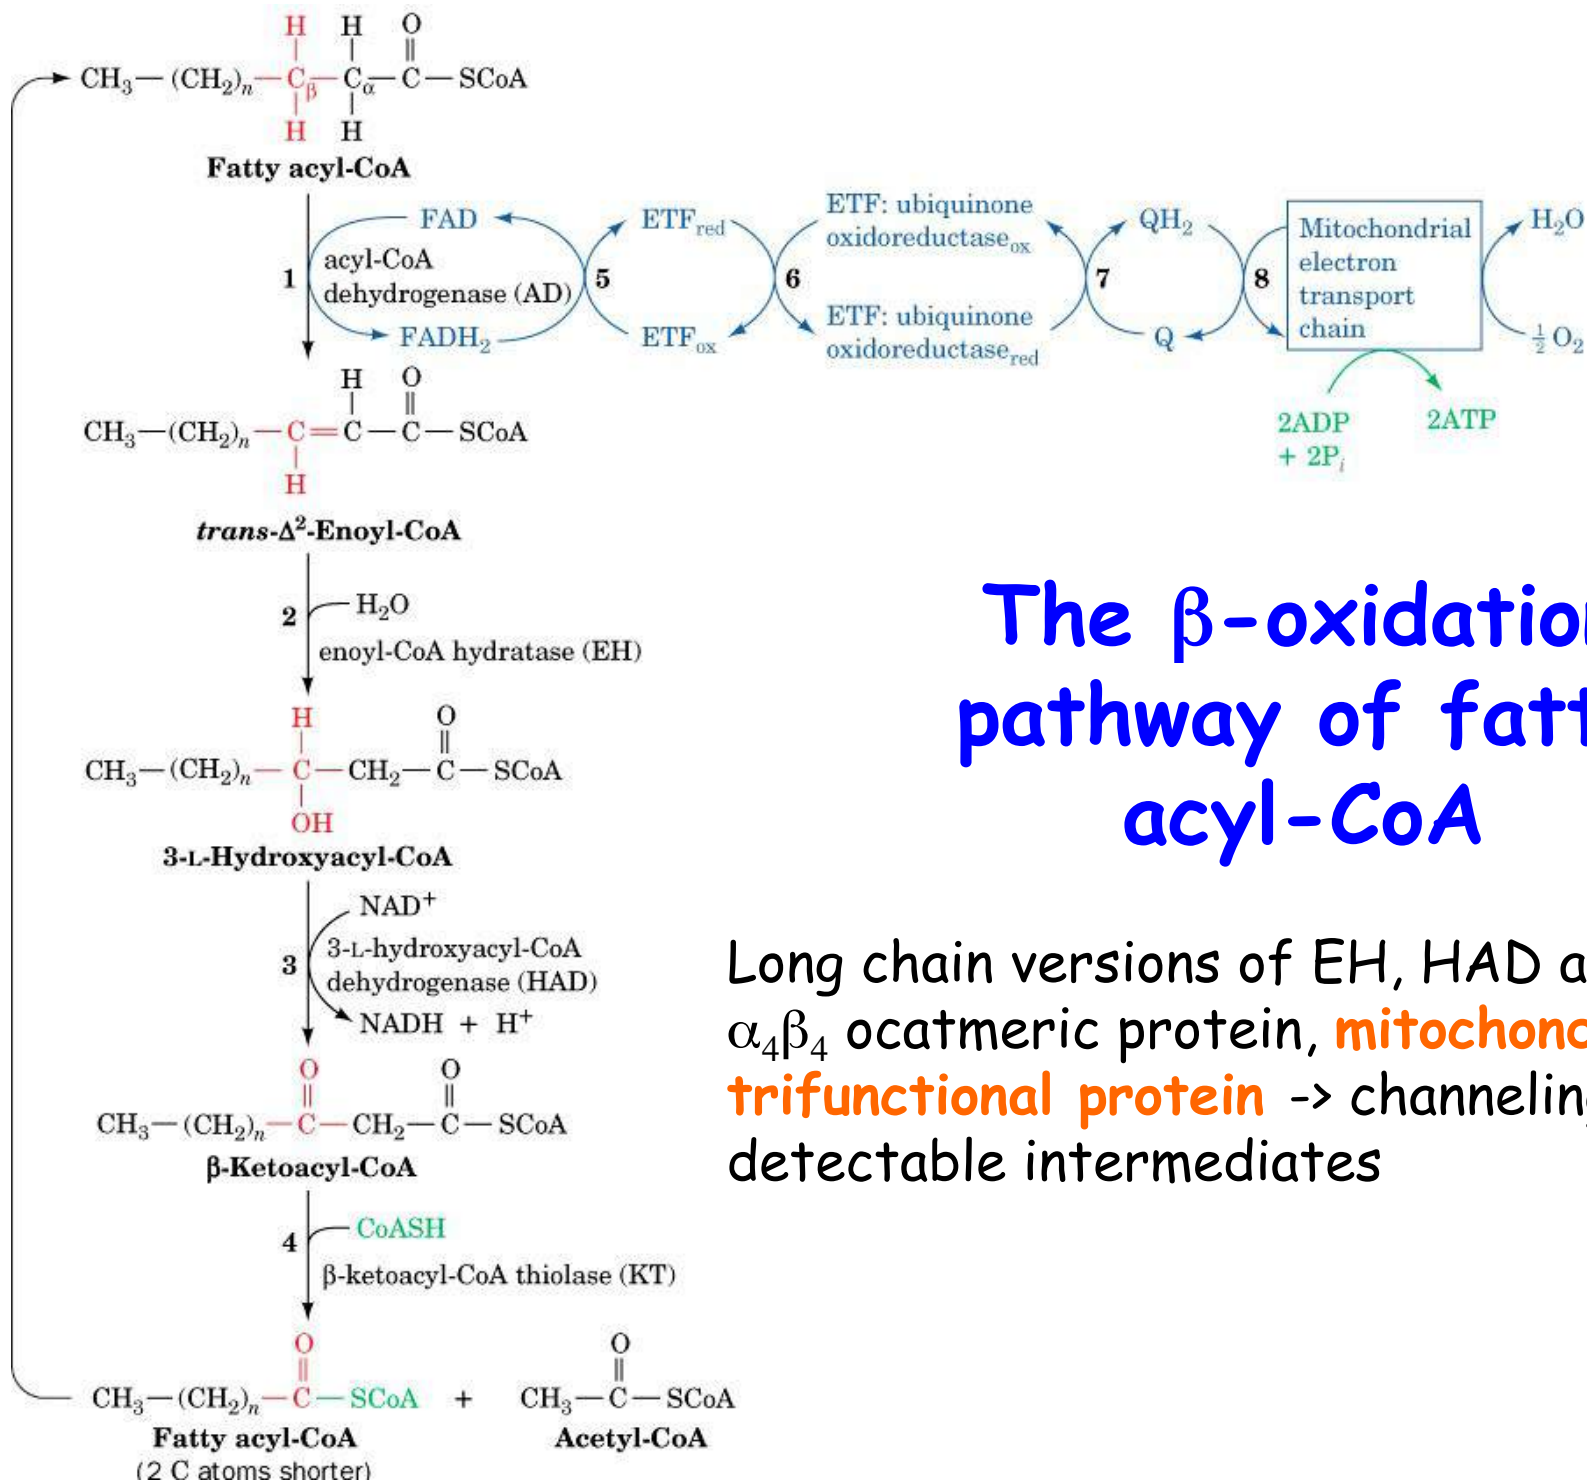 H H O
CH₃—(CH₂)ₙ—Cβ—Cα—C—SCoA
H H
Fatty acyl-CoA
FAD
ETFred
ETF: ubiquinone
oxidoreductaseox
QH₂
Mitochondrial
electron
transport
chain
H₂O
1
acyl-CoA
dehydrogenase (AD)
5
6
7
8
FADH₂
ETFox
ETF: ubiquinone
oxidoreductasered
Q
½ O₂
2ADP
+ 2Pi
2ATP
H O
CH₃—(CH₂)ₙ—C=C—C—SCoA
H
trans-Δ²-Enoyl-CoA
2
H₂O
enoyl-CoA hydratase (EH)
H O
CH₃—(CH₂)ₙ—C—CH₂—C—SCoA
OH
3-L-Hydroxyacyl-CoA
NAD⁺
3
3-L-hydroxyacyl-CoA
dehydrogenase (HAD)
NADH + H⁺
O O
CH₃—(CH₂)ₙ—C—CH₂—C—SCoA
β-Ketoacyl-CoA
4
CoASH
β-ketoacyl-CoA thiolase (KT)
O O
CH₃—(CH₂)ₙ—C—SCoA + CH₃—C—SCoA
Fatty acyl-CoA Acetyl-CoA
(2 C atoms shorter)
The β-oxidation
pathway of fatt
acyl-CoA
Long chain versions of EH, HAD a
α₄β₄ ocatmeric protein, mitochond
trifunctional protein -> channeling
detectable intermediates